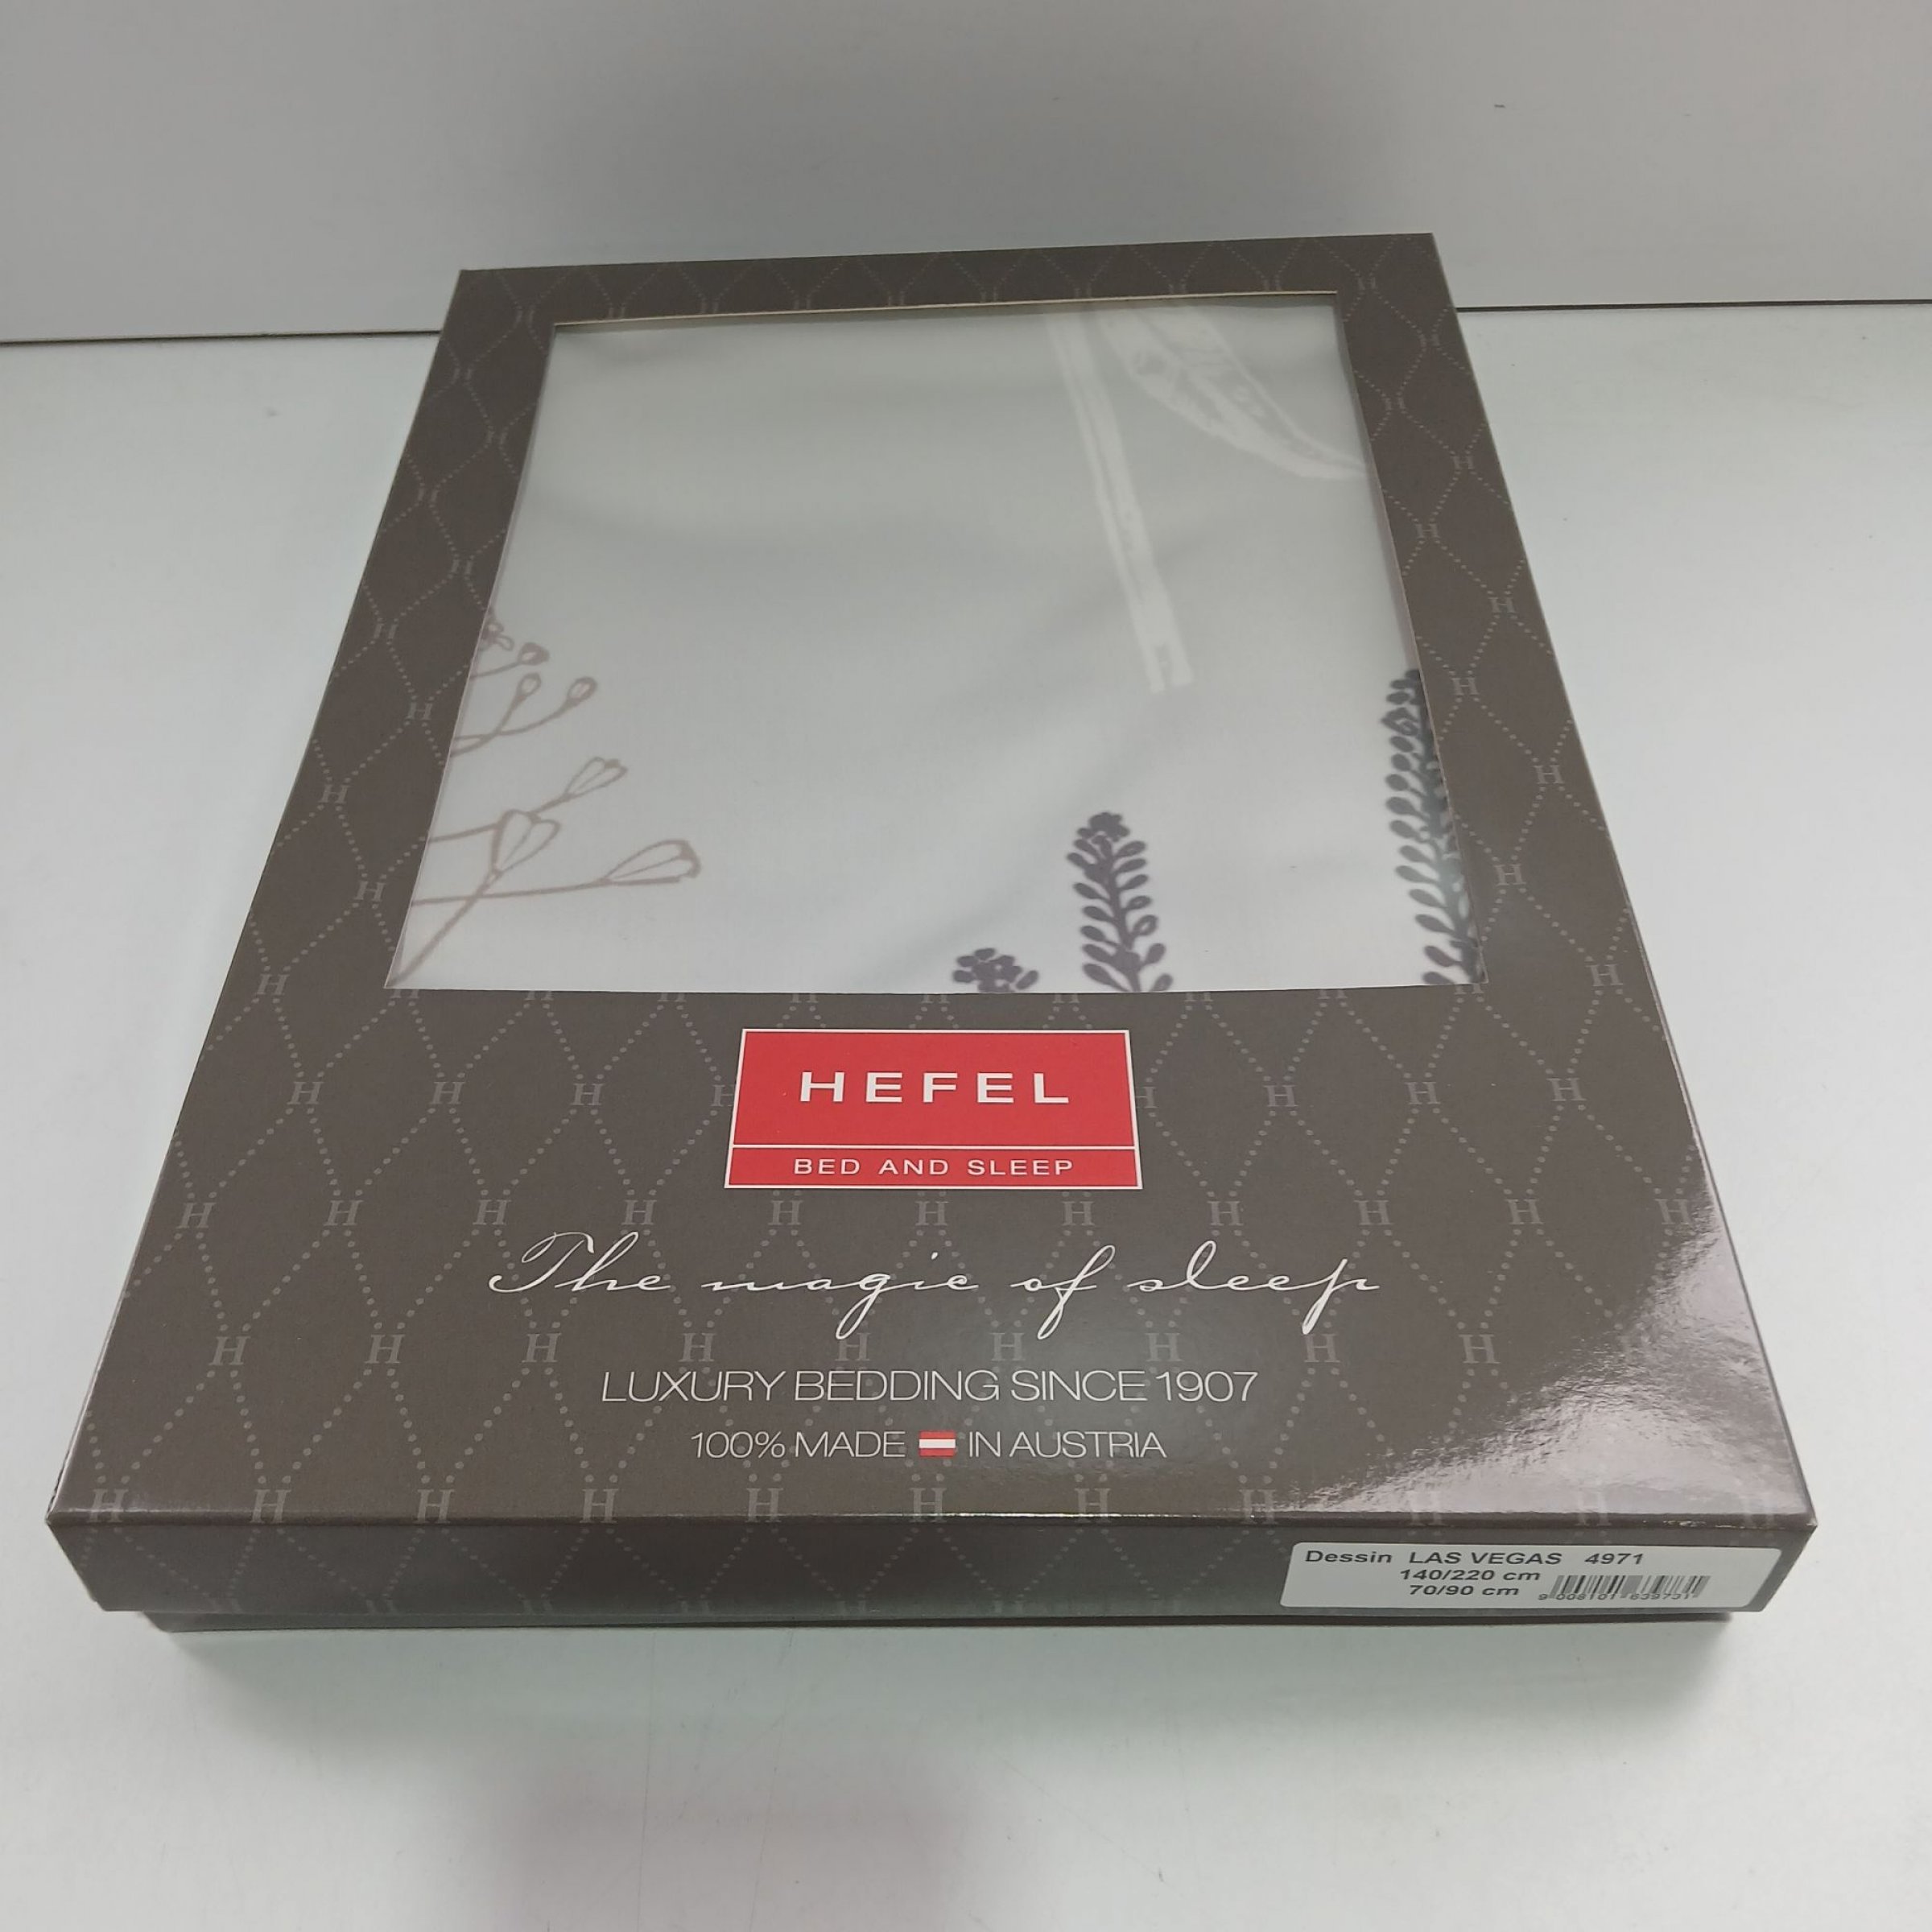 HEFEL
BED AND SLEEP
The magic of sleep
LUXURY BEDDING SINCE 1907
100% MADE IN AUSTRIA
Dessin LAS VEGAS 4971
140/220 cm
70/90 cm